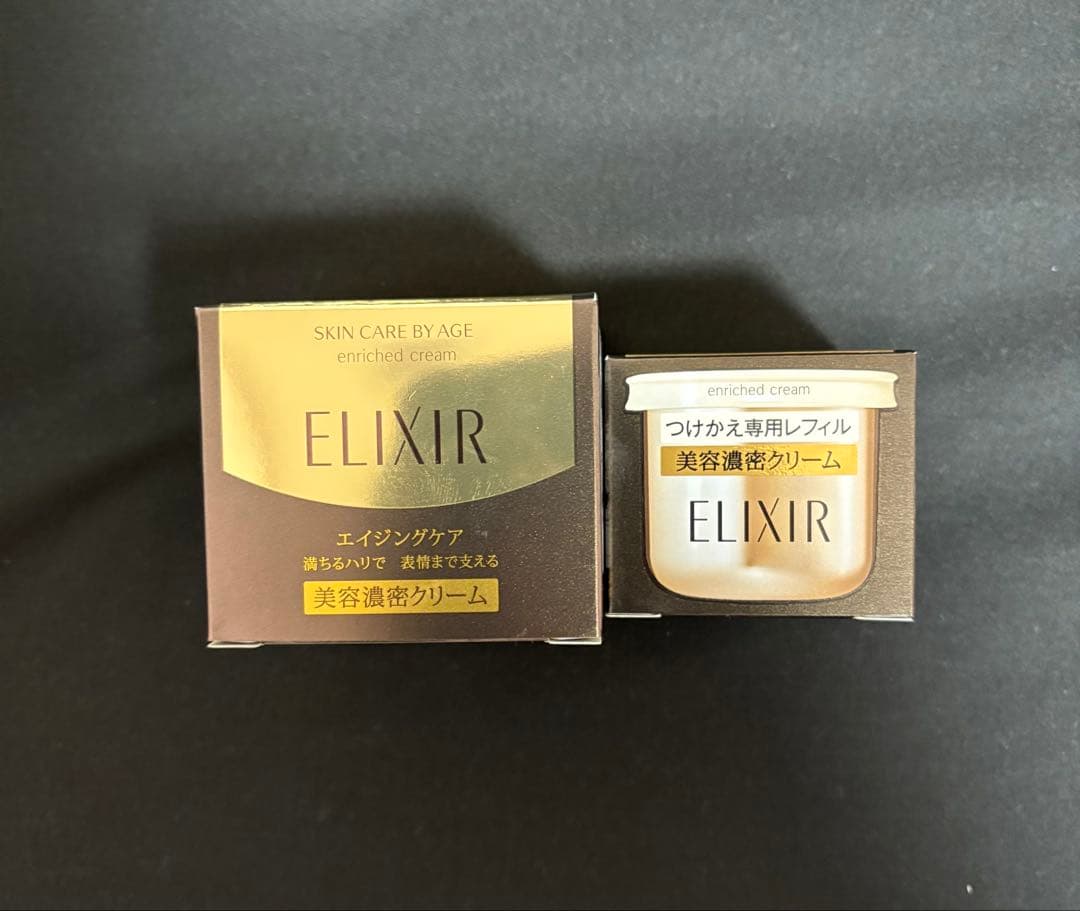 SKIN CARE BY AGE
enriched cream
ELIXIR
エイジングケア
満ちるハリで　表情まで支える
美容濃密クリーム
enriched cream
つけかえ専用レフィル
美容濃密クリーム
ELIXIR